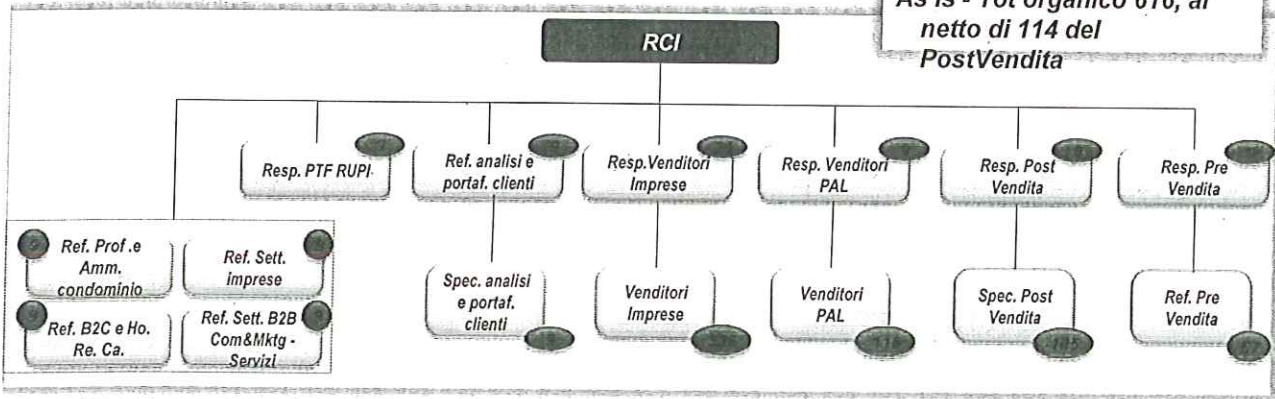 As is - Tot organico 616, al
netto di 114 del
PostVendita
RCI
Resp. PTF RUPI
Ref. analisi e
portaf. clienti
Resp.Venditori
Imprese
Resp. Venditori
PAL
Resp. Post
Vendita
Resp. Pre
Vendita
Ref. Prof .e
Amm.
condominio
Ref. Sett.
imprese
Ref. B2C e Ho.
Re. Ca.
Ref. Sett. B2B
Com&Mktg -
Servizi
Spec. analisi
e portaf.
clienti
Venditori
Imprese
Venditori
PAL
Spec. Post
Vendita
Ref. Pre
Vendita